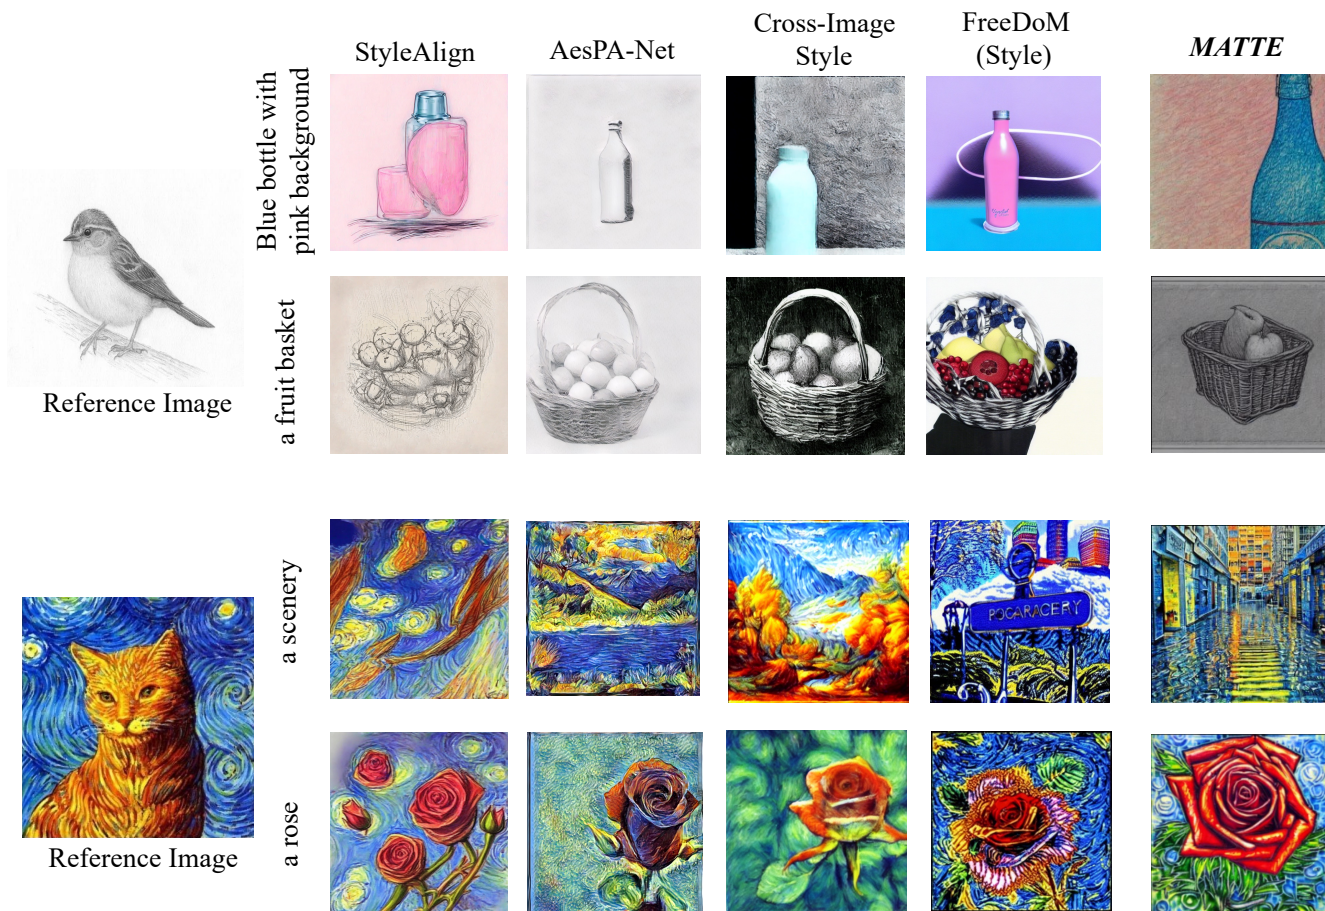 StyleAlign
AesPA-Net
Cross-Image
Style
FreeDoM
(Style)
MATTE
Blue bottle with
pink background
a fruit basket
Reference Image
a scenery
POGARACERY
a rose
Reference Image